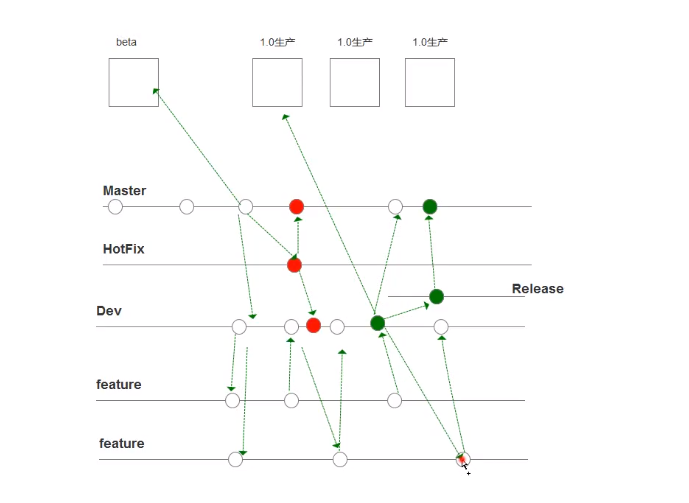 beta
1.0生产
1.0生产
1.0生产
Master
HotFix
Release
Dev
feature
feature